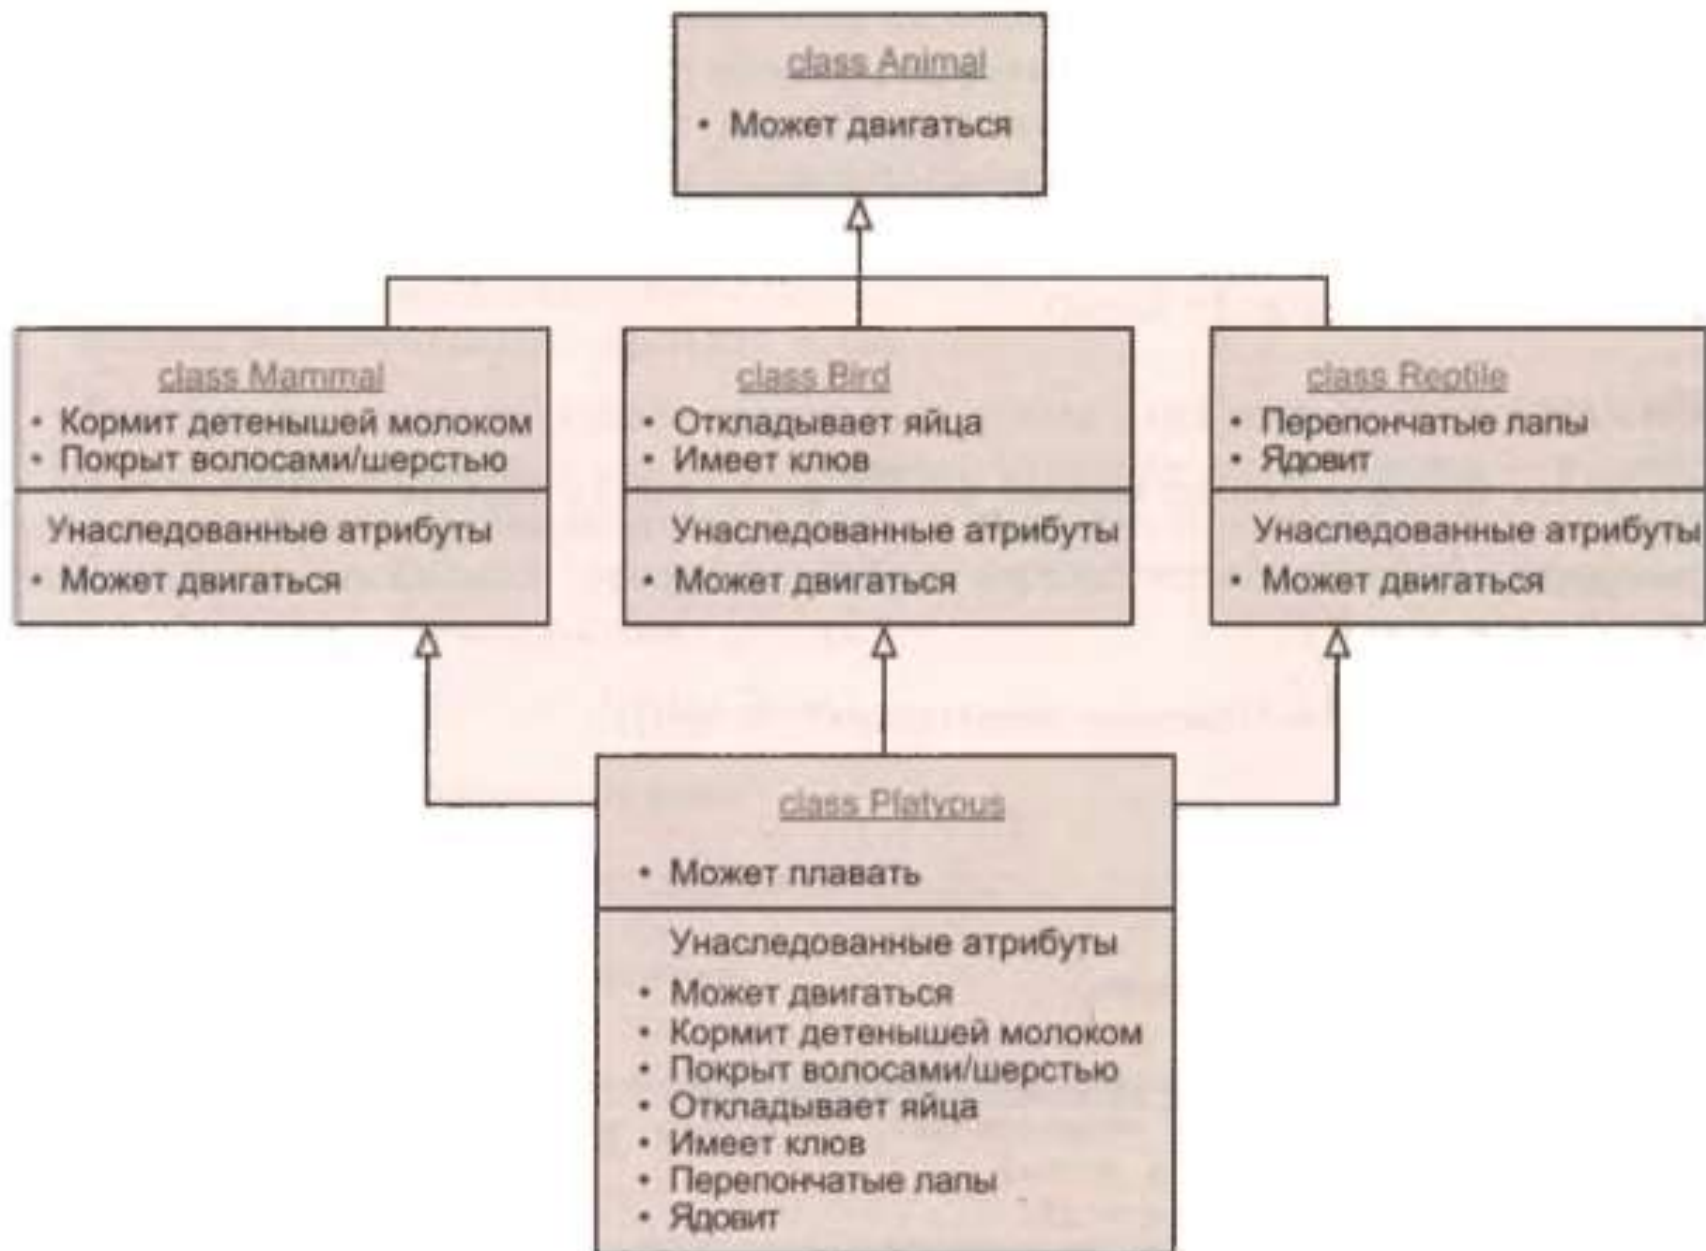 class Animal
• Может двигаться
class Mammal
• Кормит детенышей молоком
• Покрыт волосами/шерстью
Унаследованные атрибуты
• Может двигаться
class Bird
• Откладывает яйца
• Имеет клюв
Унаследованные атрибуты
• Может двигаться
class Reptile
• Перепончатые лапы
• Ядовит
Унаследованные атрибуты
• Может двигаться
class Platypus
• Может плавать
Унаследованные атрибуты
• Может двигаться
• Кормит детенышей молоком
• Покрыт волосами/шерстью
• Откладывает яйца
• Имеет клюв
• Перепончатые лапы
• Ядовит